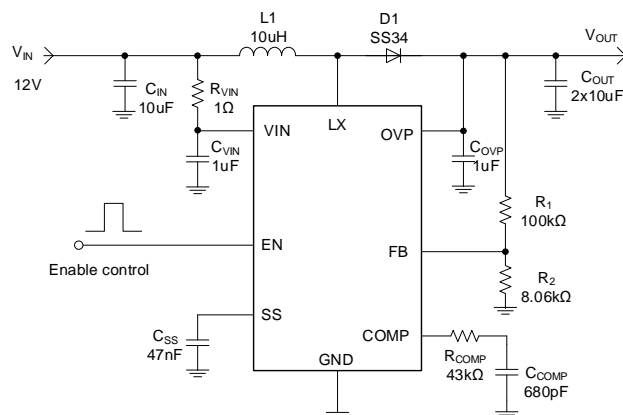 L1
10uH
D1
SS34
VIN
12V
VOUT
CIN
10uF
RVIN
1Ω
COUT
2x10uF
VIN
LX
OVP
CVIN
1uF
COVP
1uF
R1
100kΩ
EN
FB
Enable control
R2
8.06kΩ
SS
COMP
CSS
47nF
GND
RCOMP
43kΩ
CCOMP
680pF